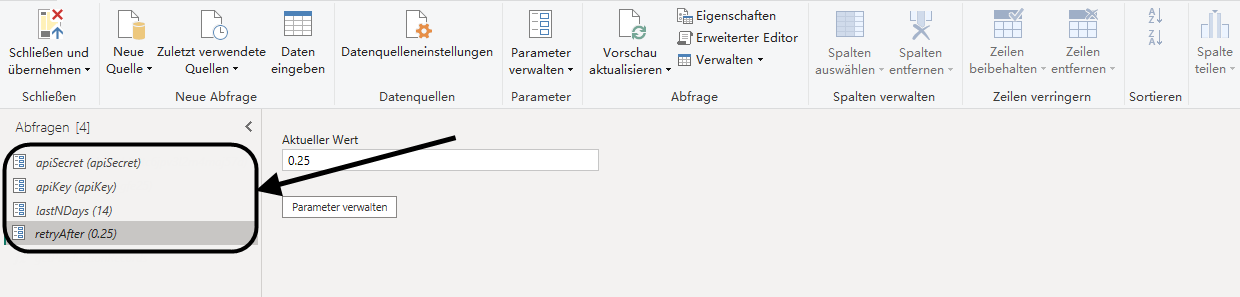 Schließen und
übernehmen
Schließen
Neue
Quelle
Zuletzt verwendete
Quellen
Daten
eingeben
Neue Abfrage
Datenquelleneinstellungen
Datenquellen
Parameter
verwalten
Parameter
Vorschau
aktualisieren
Eigenschaften
Erweiterter Editor
Verwalten
Abfrage
Spalten
auswählen
Spalten
entfernen
Spalten verwalten
Zeilen
beibehalten
Zeilen
entfernen
Zeilen verringern
A
Z
Z
A
Sortieren
Spalte
teilen
Abfragen [4]
apiSecret (apiSecret)
apiKey (apiKey)
lastNDays (14)
retryAfter (0.25)
Aktueller Wert
0.25
Parameter verwalten